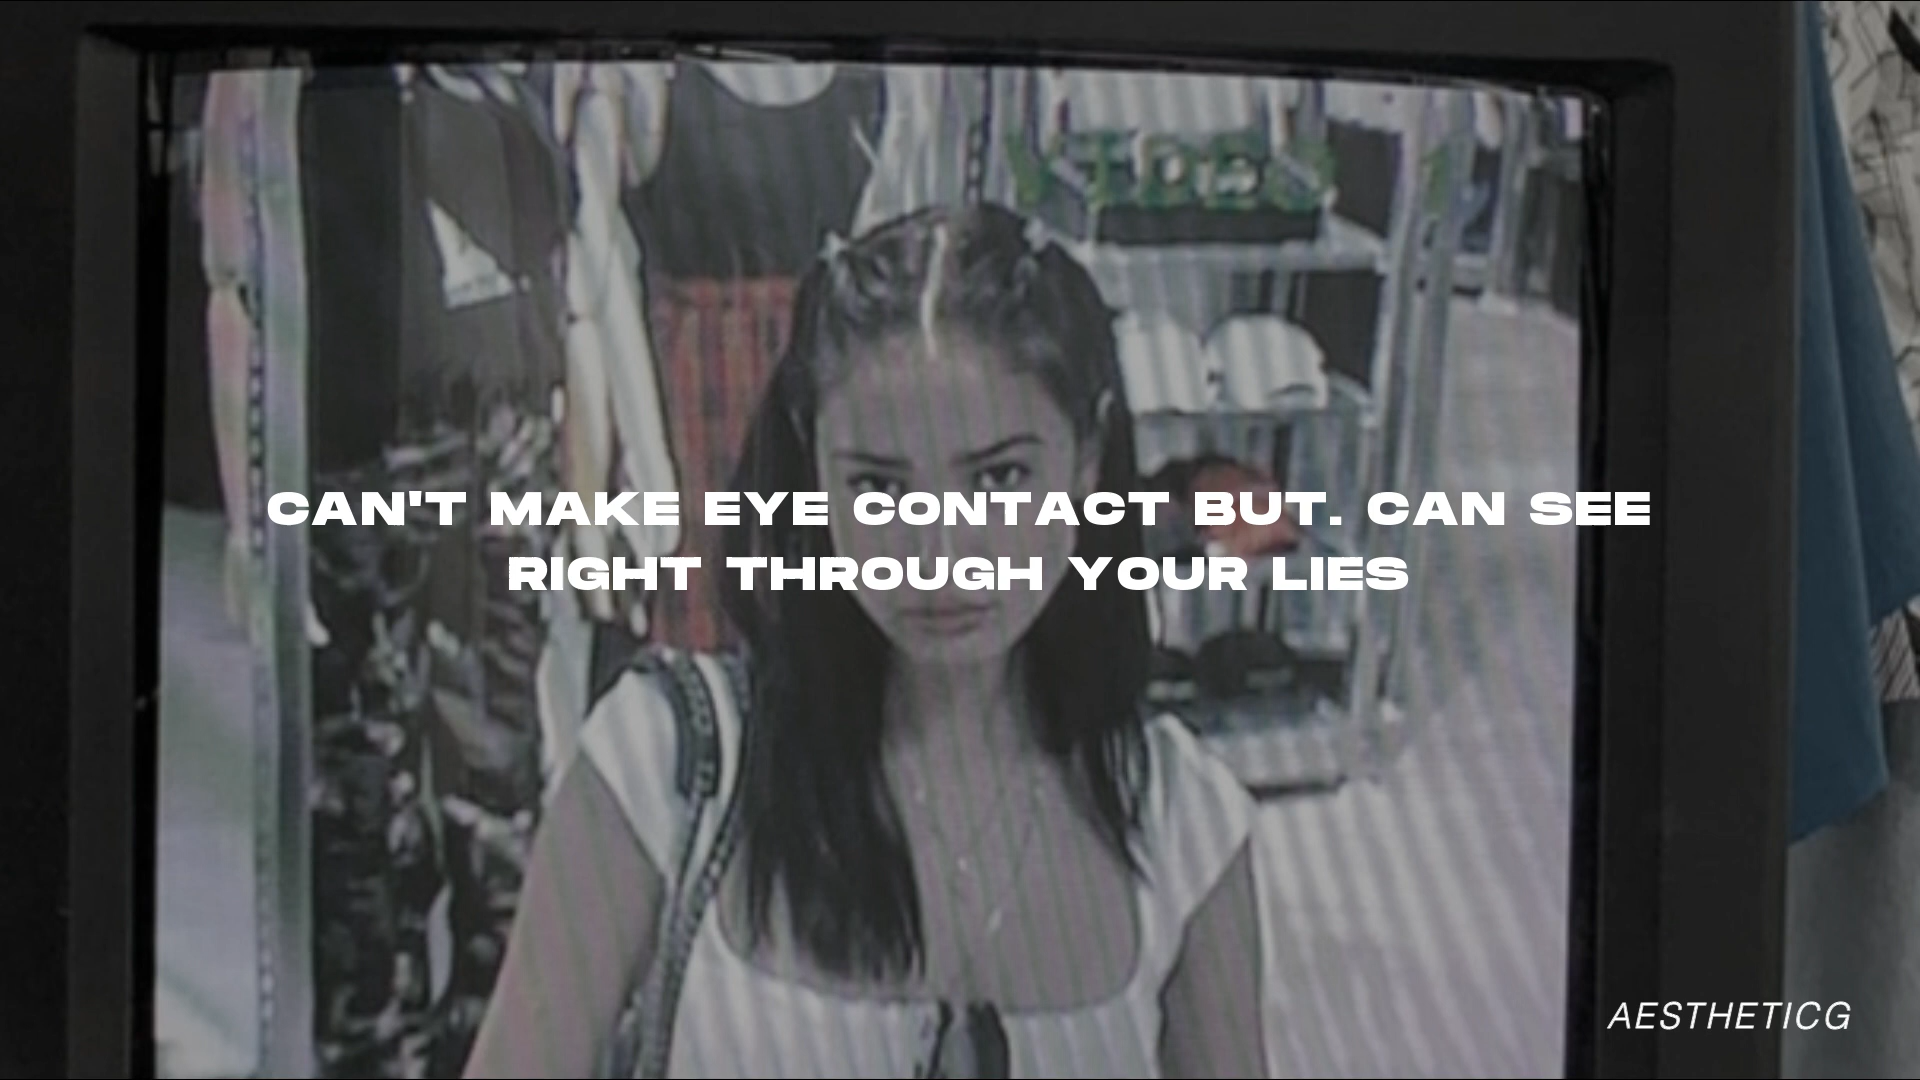 CAN'T MAKE EYE CONTACT BUT. CAN SEE
RIGHT THROUGH YOUR LIES
AESTHETICG